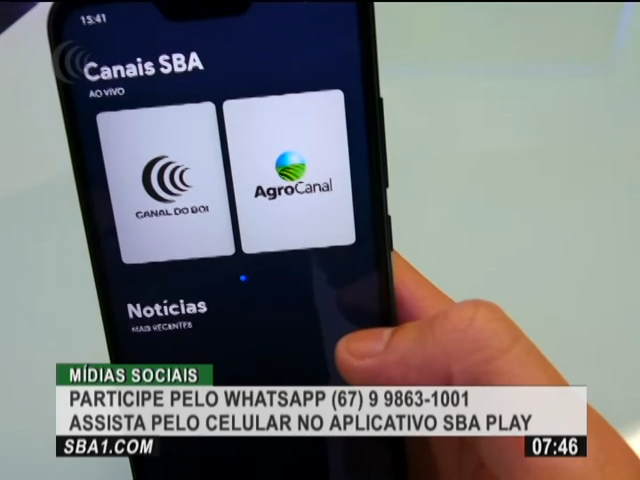 15:41
Canais SBA
AO VIVO
CANAL DO BOI
AgroCanal
Notícias
MAIS RECENTES
MÍDIAS SOCIAIS
PARTICIPE PELO WHATSAPP (67) 9 9863-1001
ASSISTA PELO CELULAR NO APLICATIVO SBA PLAY
SBA1.COM
07:46